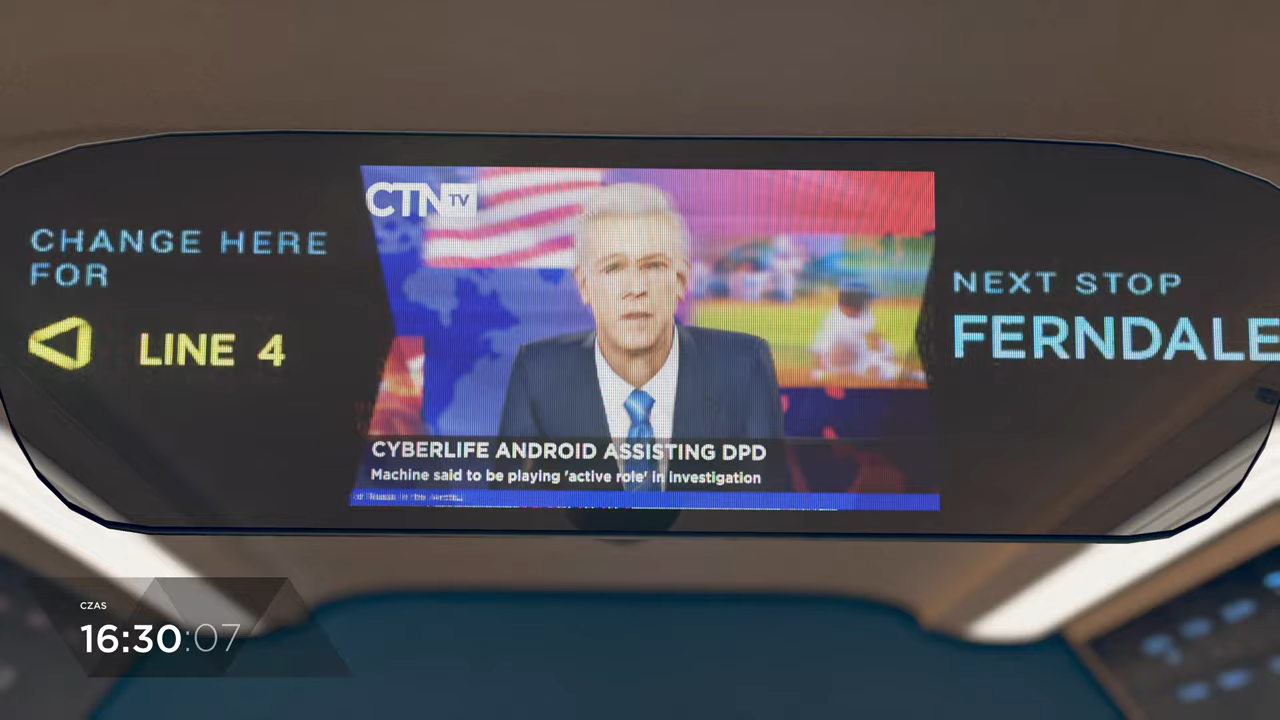 CHANGE HERE
FOR
LINE 4
CTN TV
CYBERLIFE ANDROID ASSISTING DPD
Machine said to be playing 'active role' in investigation
NEXT STOP
FERNDALE
CZAS
16:30:07